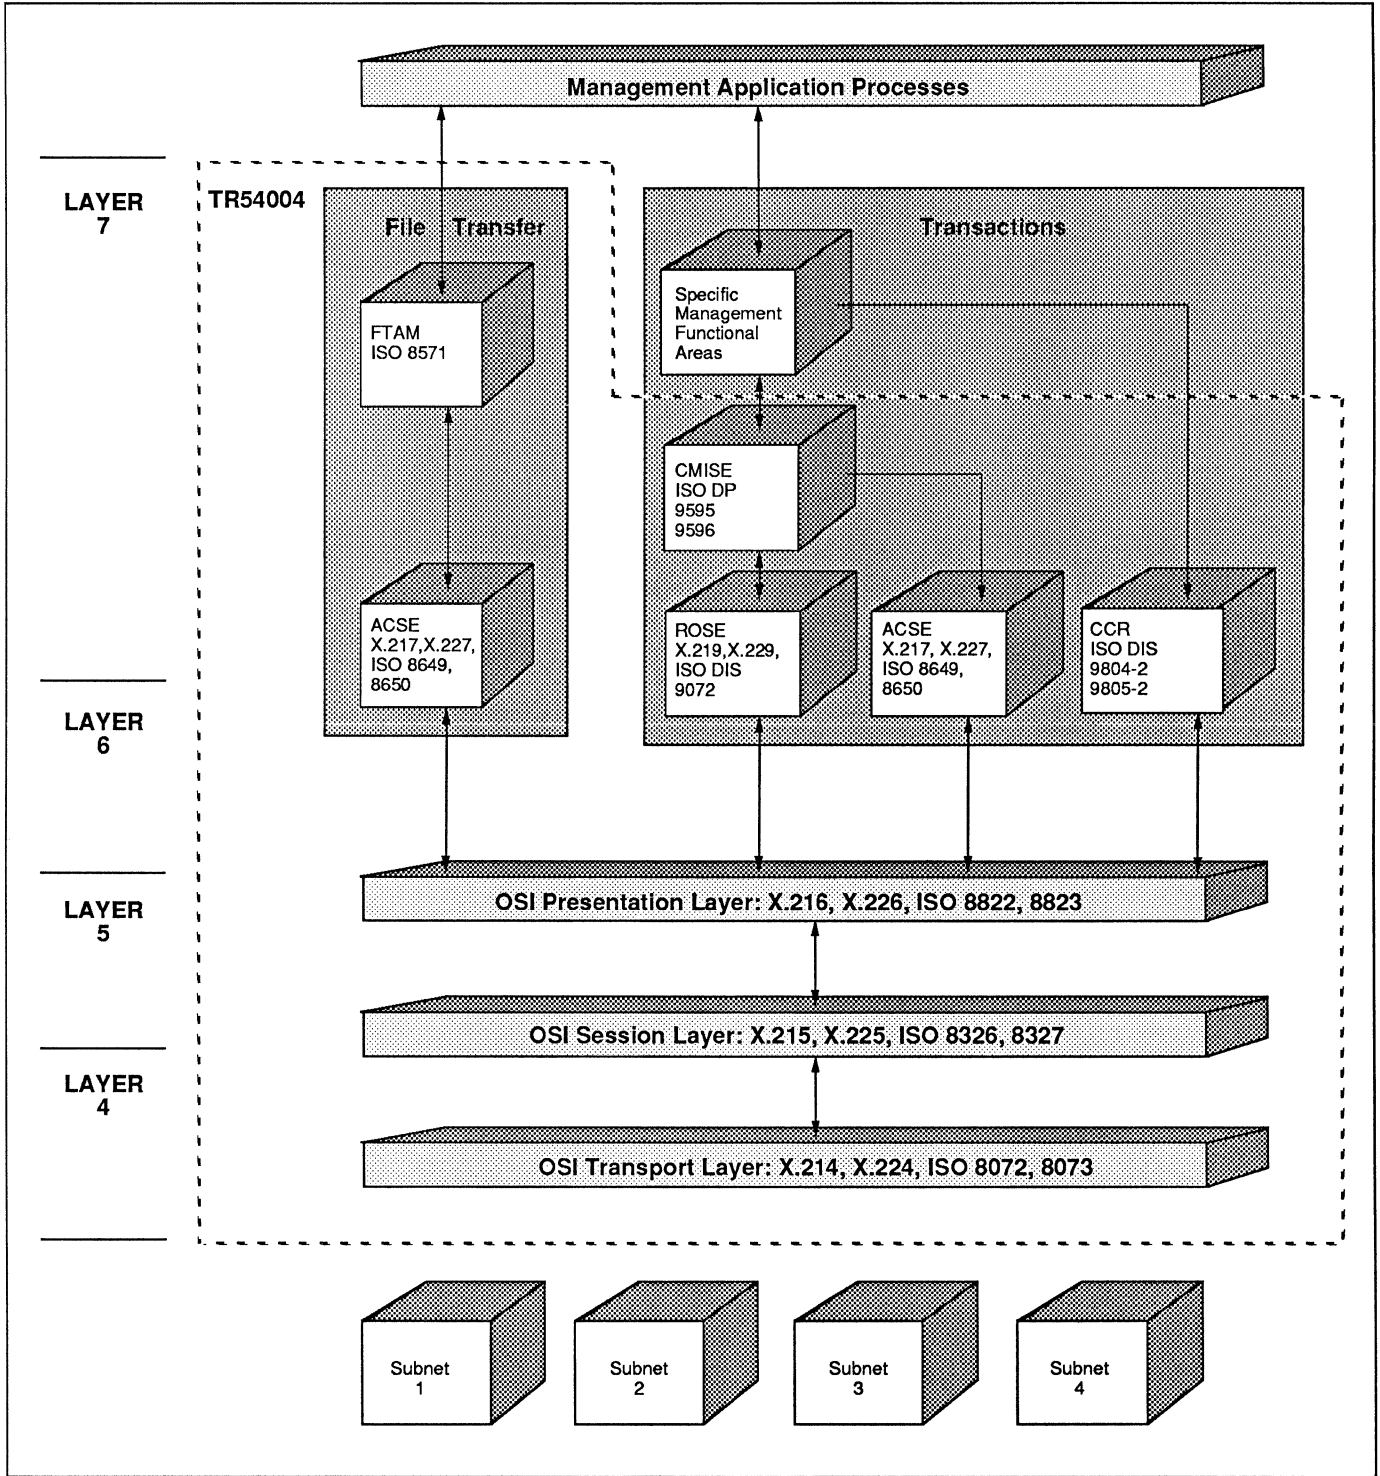 Management Application Processes
LAYER
7
TR54004
File Transfer
Transactions
FTAM
ISO 8571
Specific
Management
Functional
Areas
CMISE
ISO DP
9595
9596
ACSE
X.217,X.227,
ISO 8649,
8650
ROSE
X.219,X.229,
ISO DIS
9072
ACSE
X.217, X.227,
ISO 8649,
8650
CCR
ISO DIS
9804-2
9805-2
LAYER
6
LAYER
5
OSI Presentation Layer: X.216, X.226, ISO 8822, 8823
OSI Session Layer: X.215, X.225, ISO 8326, 8327
LAYER
4
OSI Transport Layer: X.214, X.224, ISO 8072, 8073
Subnet
1
Subnet
2
Subnet
3
Subnet
4